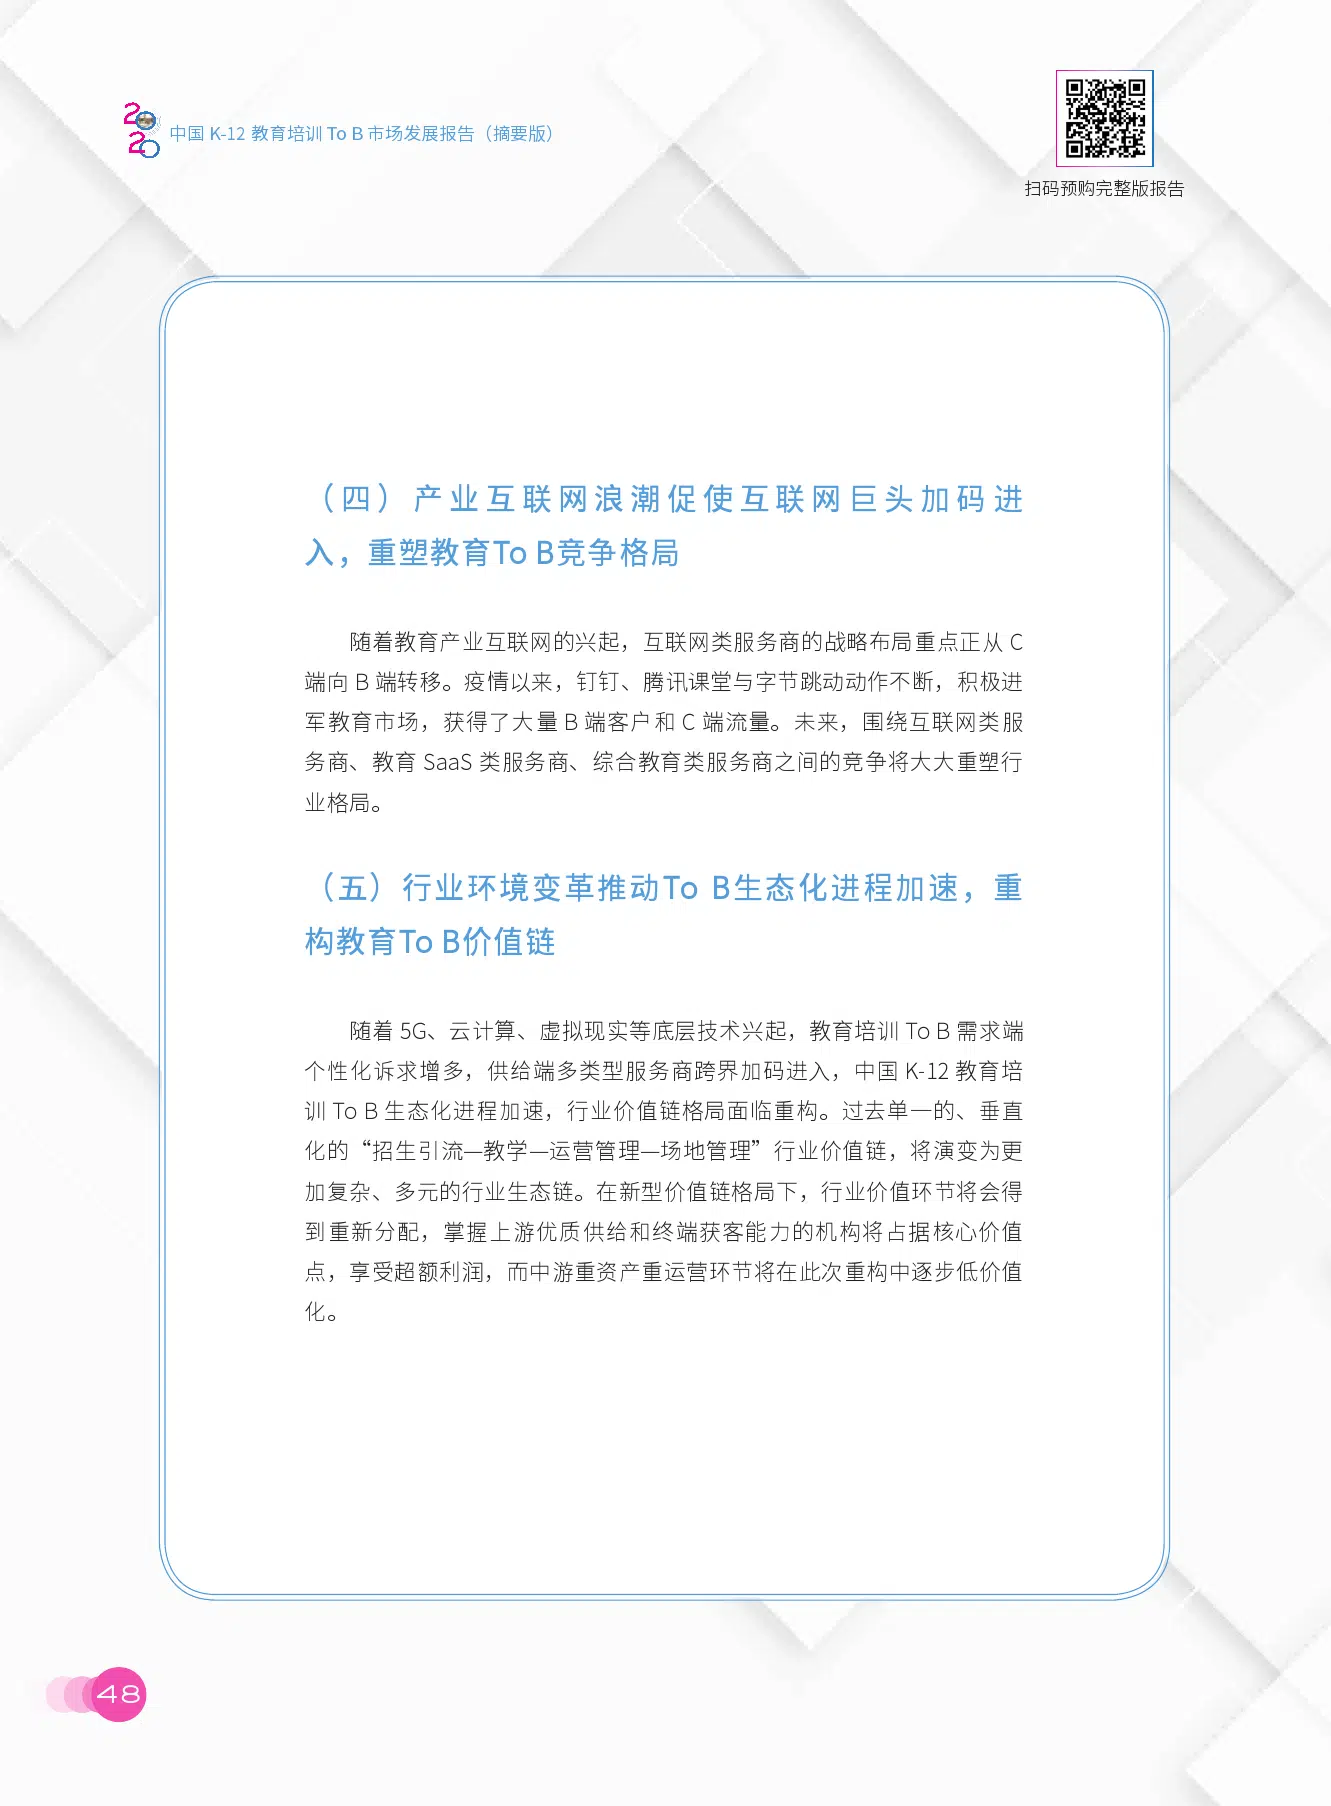 2020
中国 K-12 教育培训 To B 市场发展报告（摘要版）
扫码预购完整版报告
（四）产业互联网浪潮促使互联网巨头加码进
入，重塑教育To B竞争格局
随着教育产业互联网的兴起，互联网类服务商的战略布局重点正从 C
端向 B 端转移。疫情以来，钉钉、腾讯课堂与字节跳动动作不断，积极进
军教育市场，获得了大量 B 端客户和 C 端流量。未来，围绕互联网类服
务商、教育 SaaS 类服务商、综合教育类服务商之间的竞争将大大重塑行
业格局。
（五）行业环境变革推动To B生态化进程加速，重
构教育To B价值链
随着 5G、云计算、虚拟现实等底层技术兴起，教育培训 To B 需求端
个性化诉求增多，供给端多类型服务商跨界加码进入，中国 K-12 教育培
训 To B 生态化进程加速，行业价值链格局面临重构。过去单一的、垂直
化的“招生引流—教学—运营管理—场地管理”行业价值链，将演变为更
加复杂、多元的行业生态链。在新型价值链格局下，行业价值环节将会得
到重新分配，掌握上游优质供给和终端获客能力的机构将占据核心价值
点，享受超额利润，而中游重资产重运营环节将在此次重构中逐步低价值
化。
48